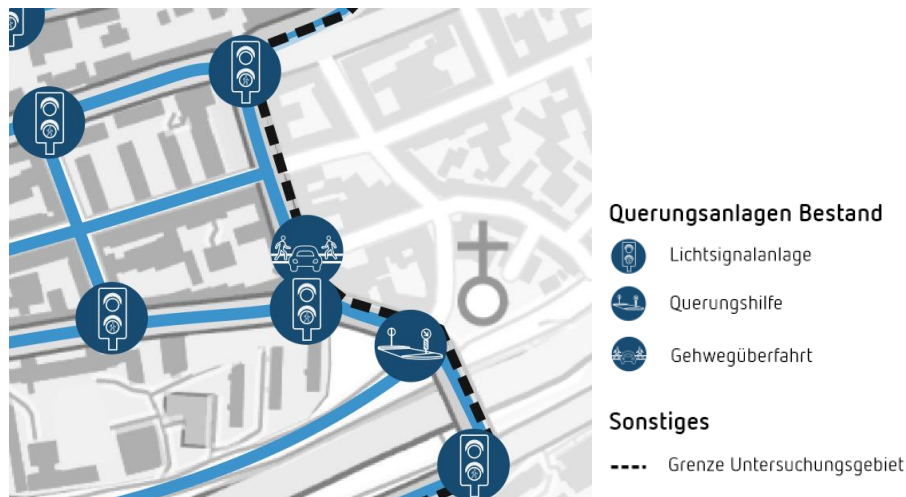 Querungsanlagen Bestand
Lichtsignalanlage
Querungshilfe
Gehwegüberfahrt
Sonstiges
Grenze Untersuchungsgebiet